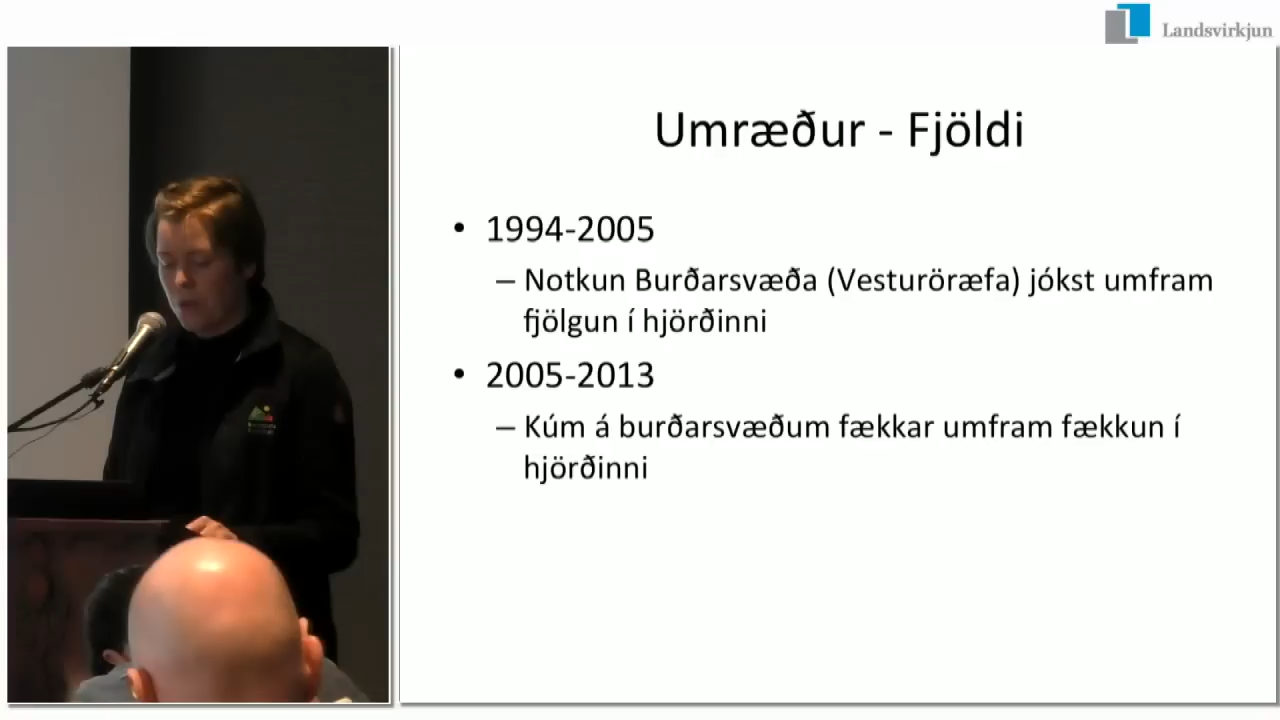 Landsvirkjun
Umræður - Fjöldi
• 1994-2005
– Notkun Burðarsvæða (Vesturöræfa) jókst umfram
fjölgun í hjörðinni
• 2005-2013
– Kúm á burðarsvæðum fækkar umfram fækkun í
hjörðinni